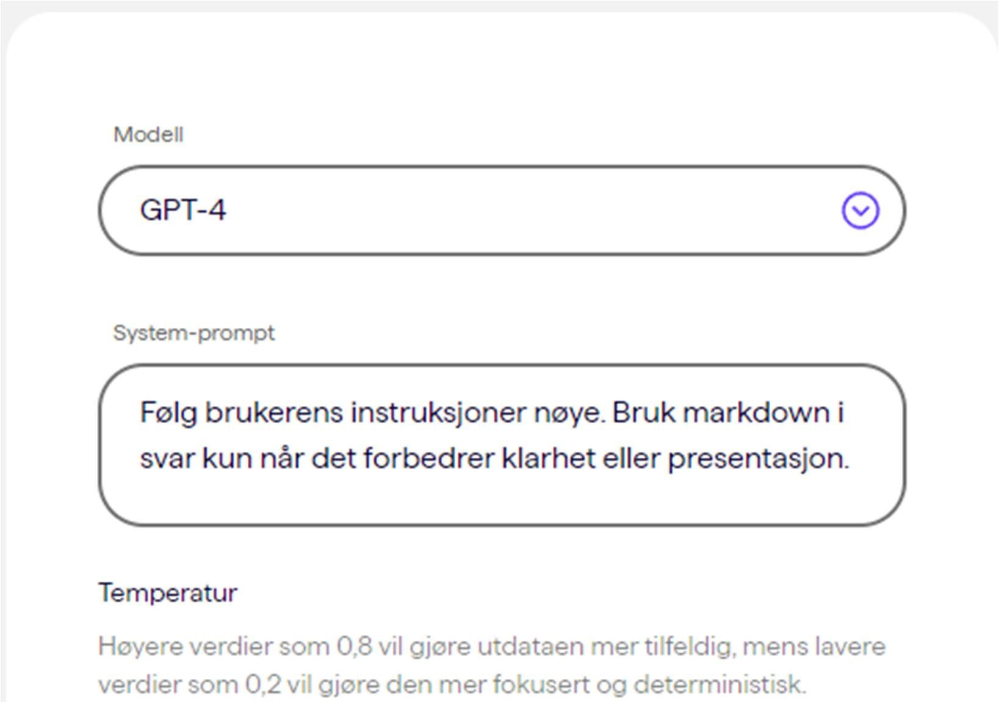 Modell
GPT-4
System-prompt
Følg brukerens instruksjoner nøye. Bruk markdown i
svar kun når det forbedrer klarhet eller presentasjon.
Temperatur
Høyere verdier som 0,8 vil gjøre utdataen mer tilfeldig, mens lavere
verdier som 0,2 vil gjøre den mer fokusert og deterministisk.